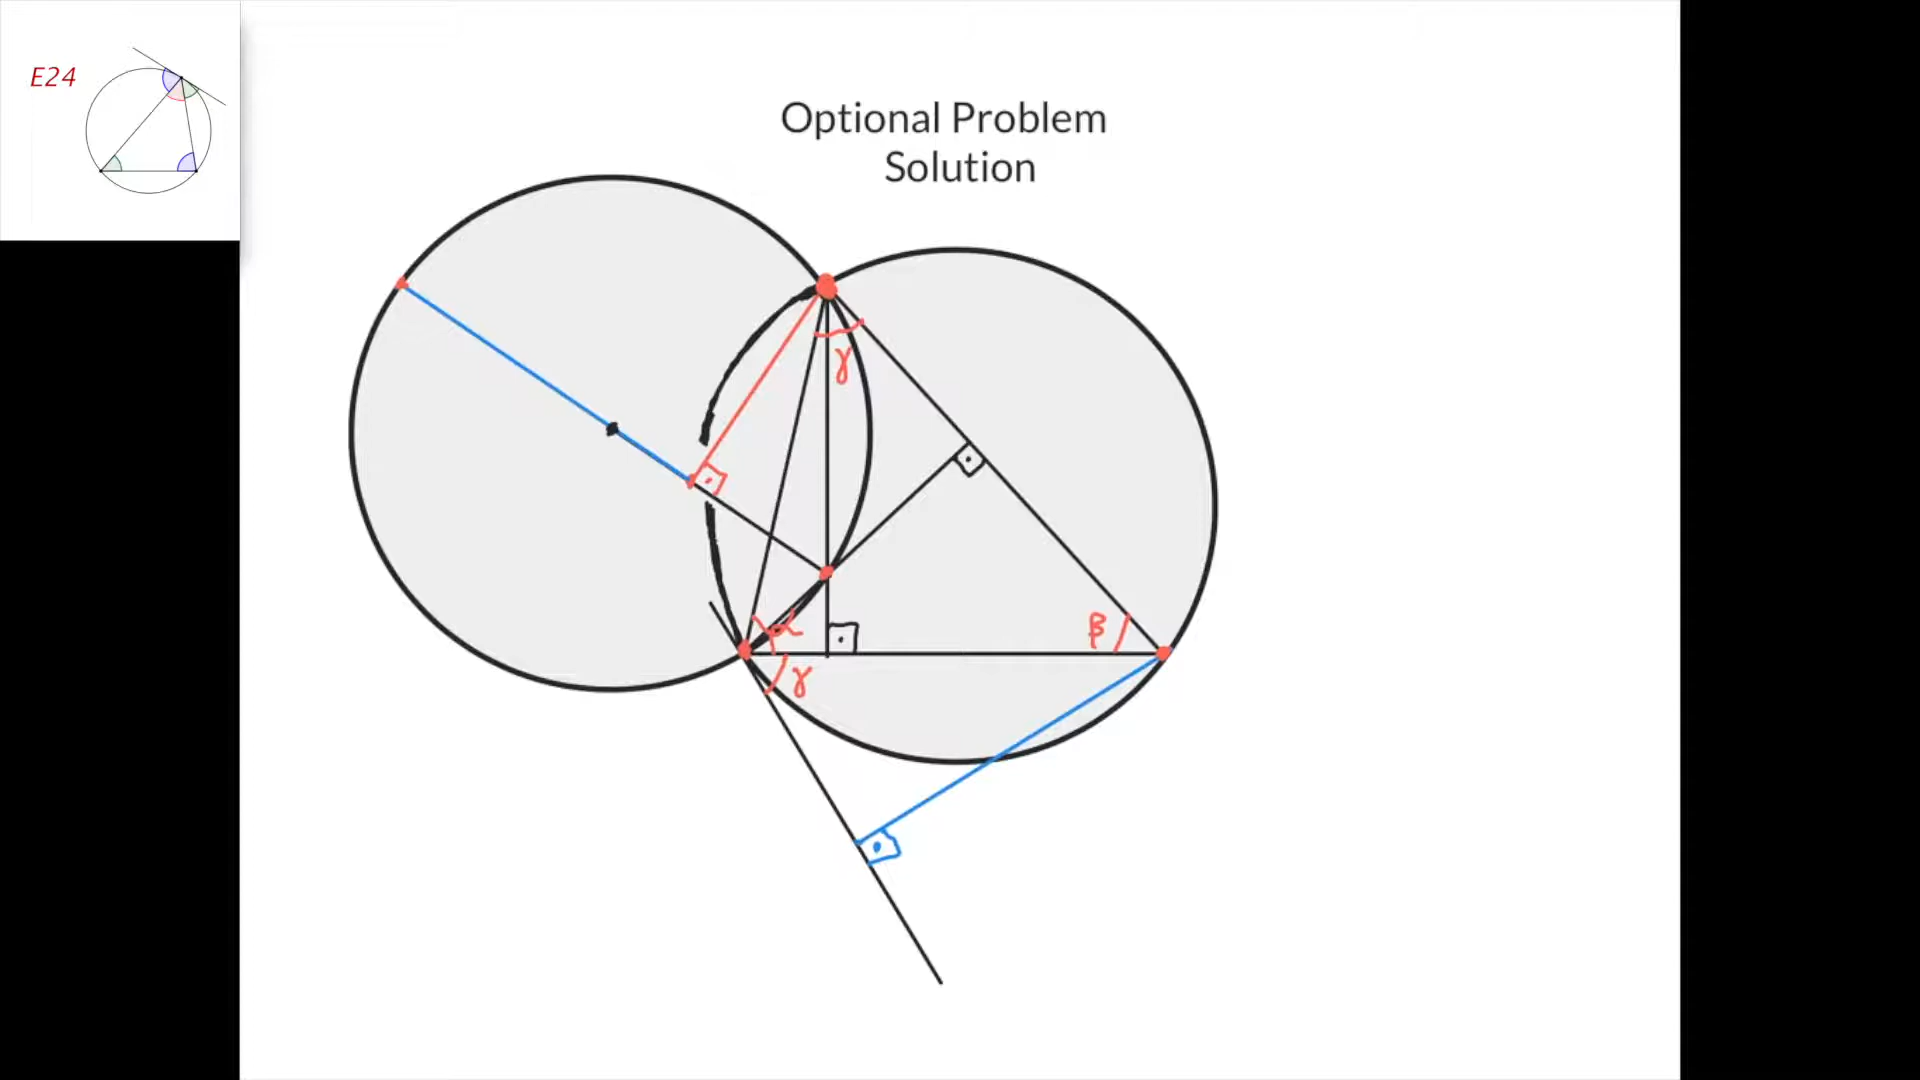 E24
Optional Problem
Solution
γ
α
β
γ